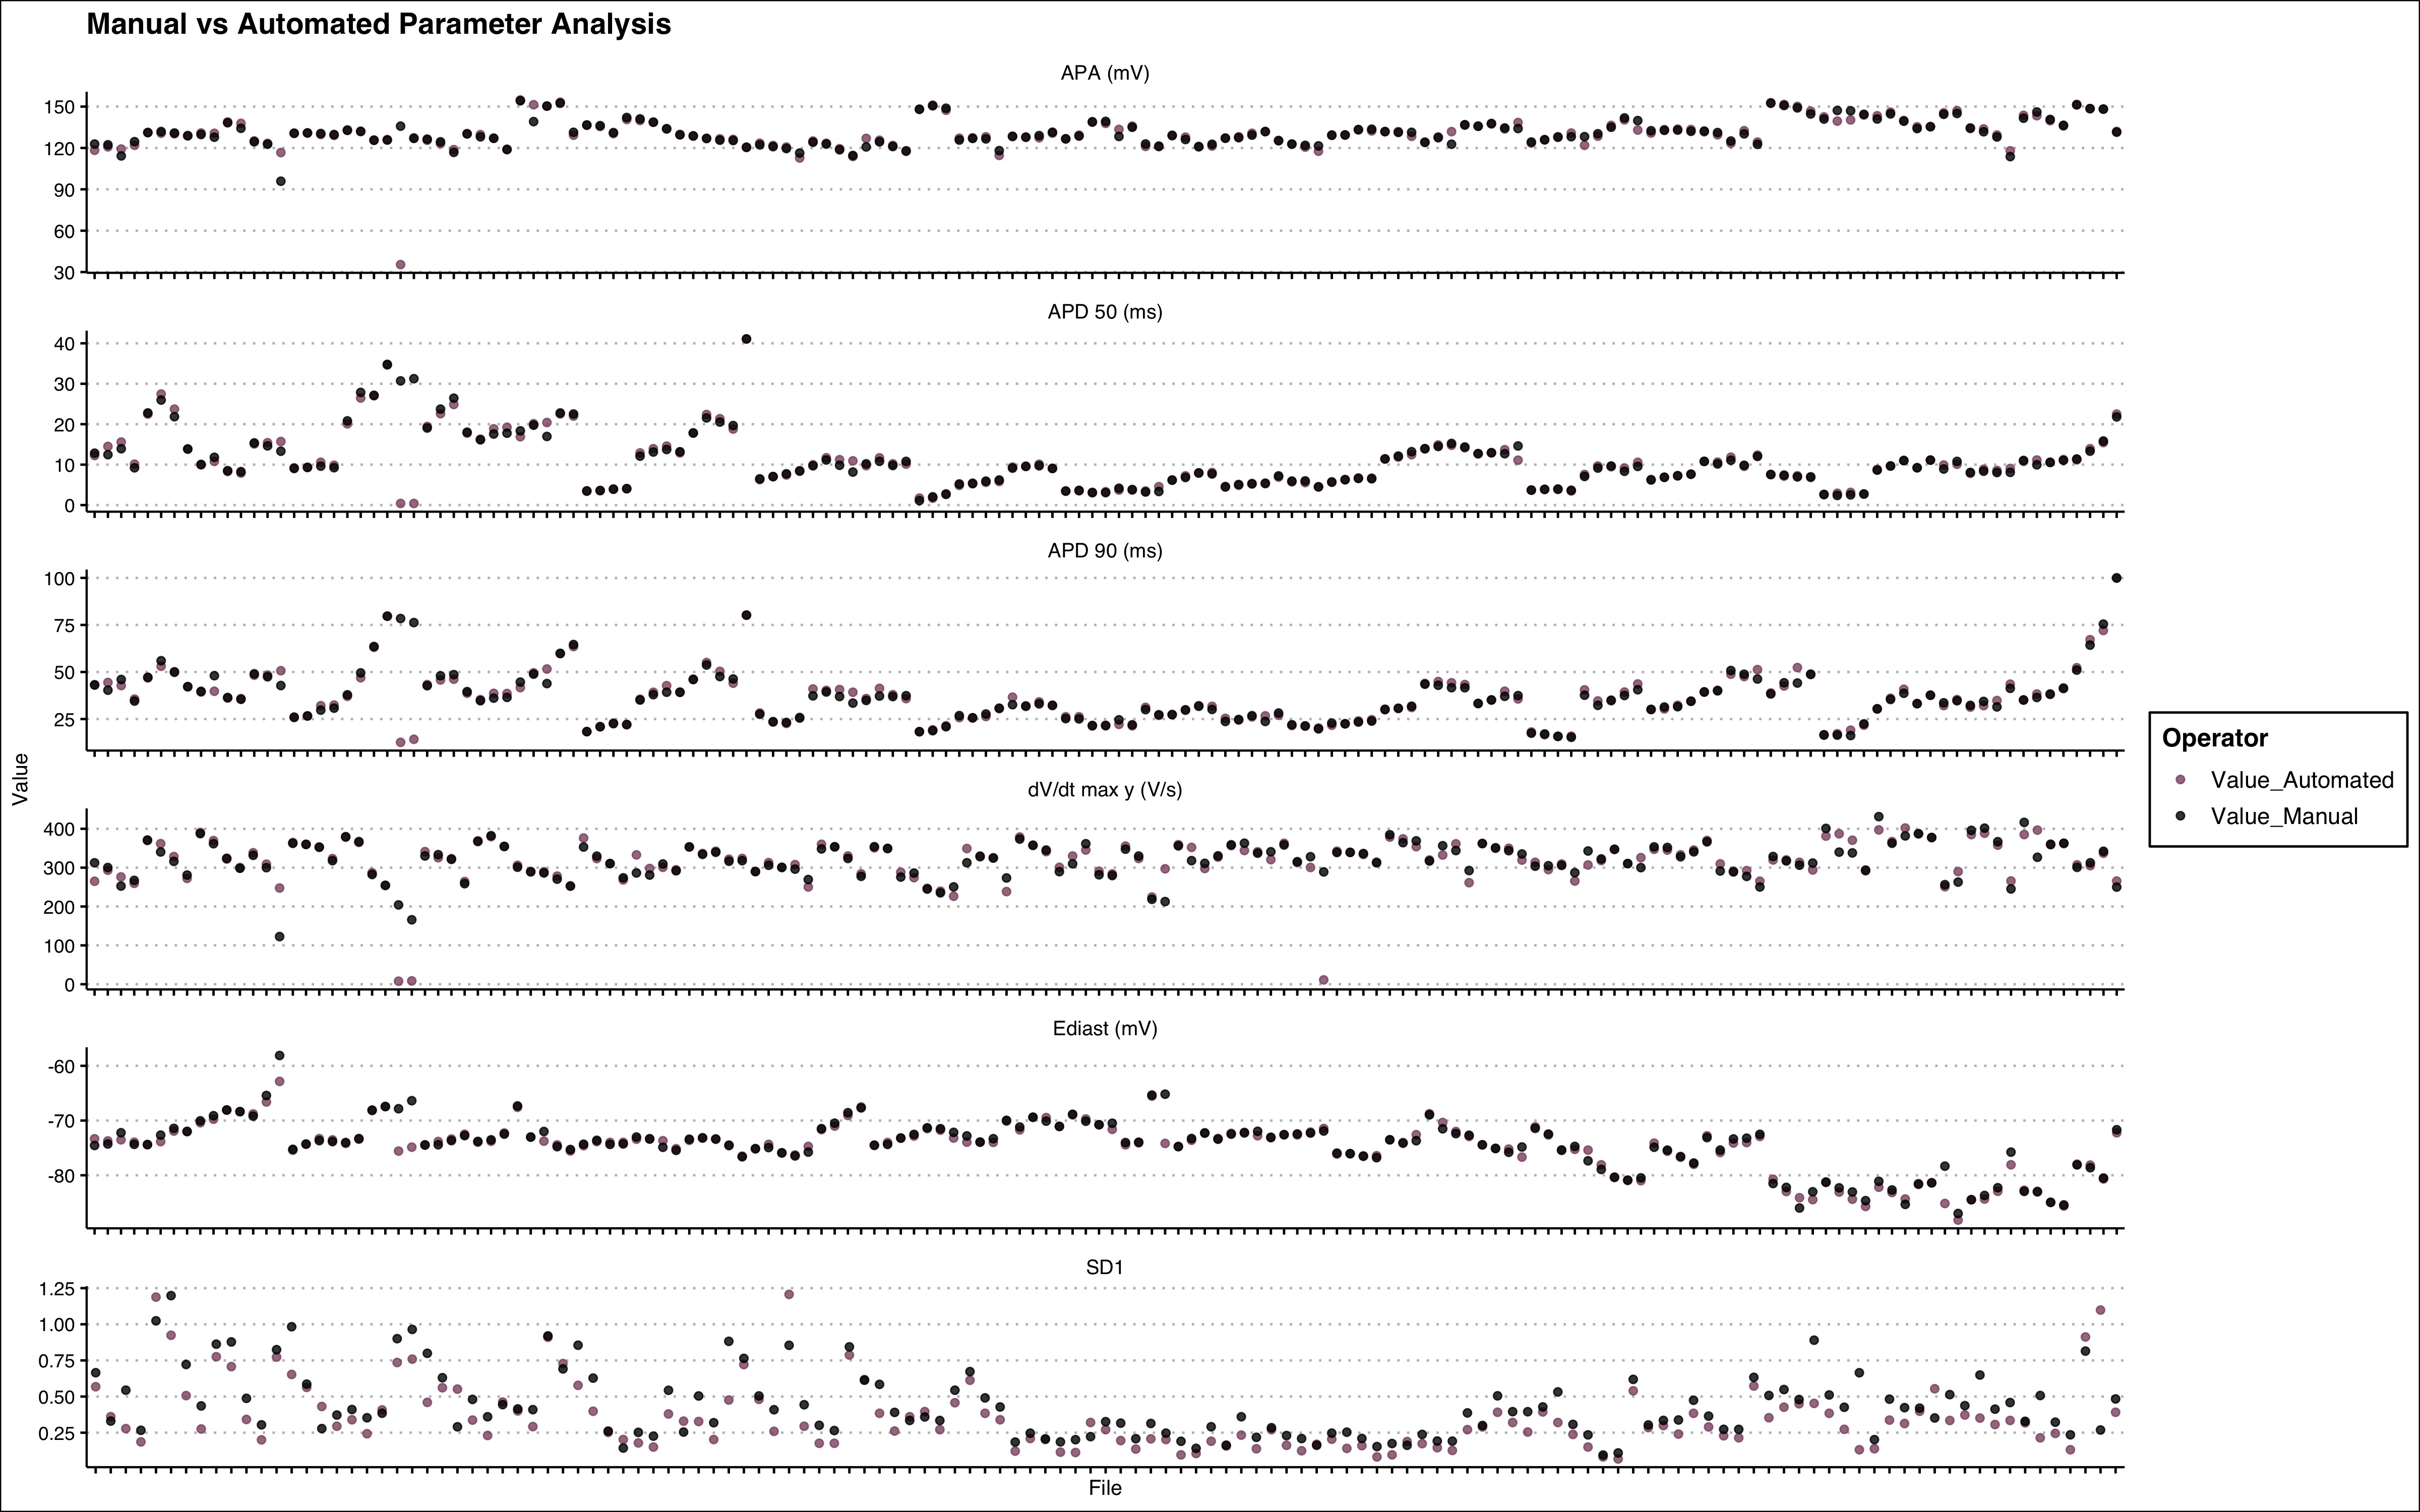 Manual vs Automated Parameter Analysis
APA (mV)
150
120
90
60
30
APD 50 (ms)
40
30
20
10
0
APD 90 (ms)
100
75
50
25
dV/dt max y (V/s)
400
300
200
100
0
Ediast (mV)
-60
-70
-80
SD1
1.25
1.00
0.75
0.50
0.25
File
Value
Operator
Value_Automated
Value_Manual